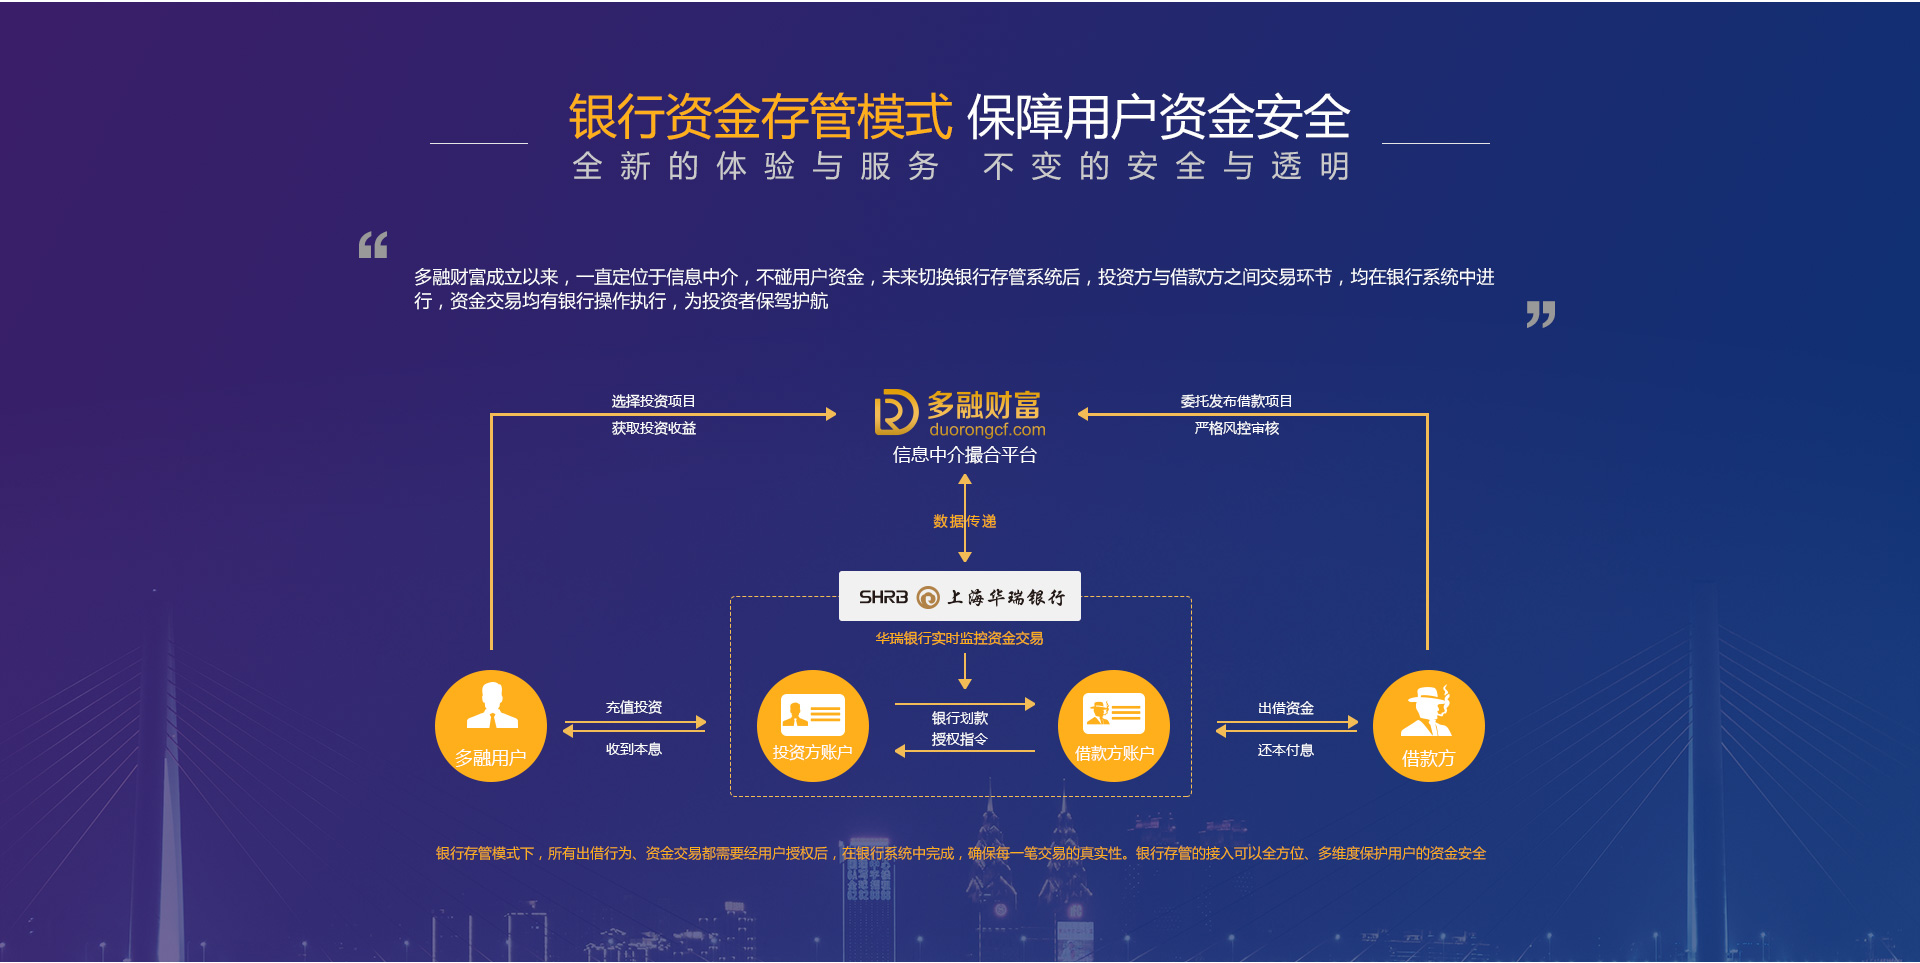 银行资金存管模式 保障用户资金安全
全新的体验与服务 不变的安全与透明
“
多融财富成立以来，一直定位于信息中介，不碰用户资金，未来切换银行存管系统后，投资方与借款方之间交易环节，均在银行系统中进
行，资金交易均有银行操作执行，为投资者保驾护航
”
选择投资项目
获取投资收益
多融财富
duorongcf.com
信息中介撮合平台
委托发布借款项目
严格风控审核
数据传递
SHRB 上海华瑞银行
华瑞银行实时监控资金交易
多融用户
充值投资
收到本息
投资方账户
银行划款
授权指令
借款方账户
出借资金
还本付息
借款方
银行存管模式下，所有出借行为、资金交易都需要经用户授权后，在银行系统中完成，确保每一笔交易的真实性。银行存管的接入可以全方位、多维度保护用户的资金安全